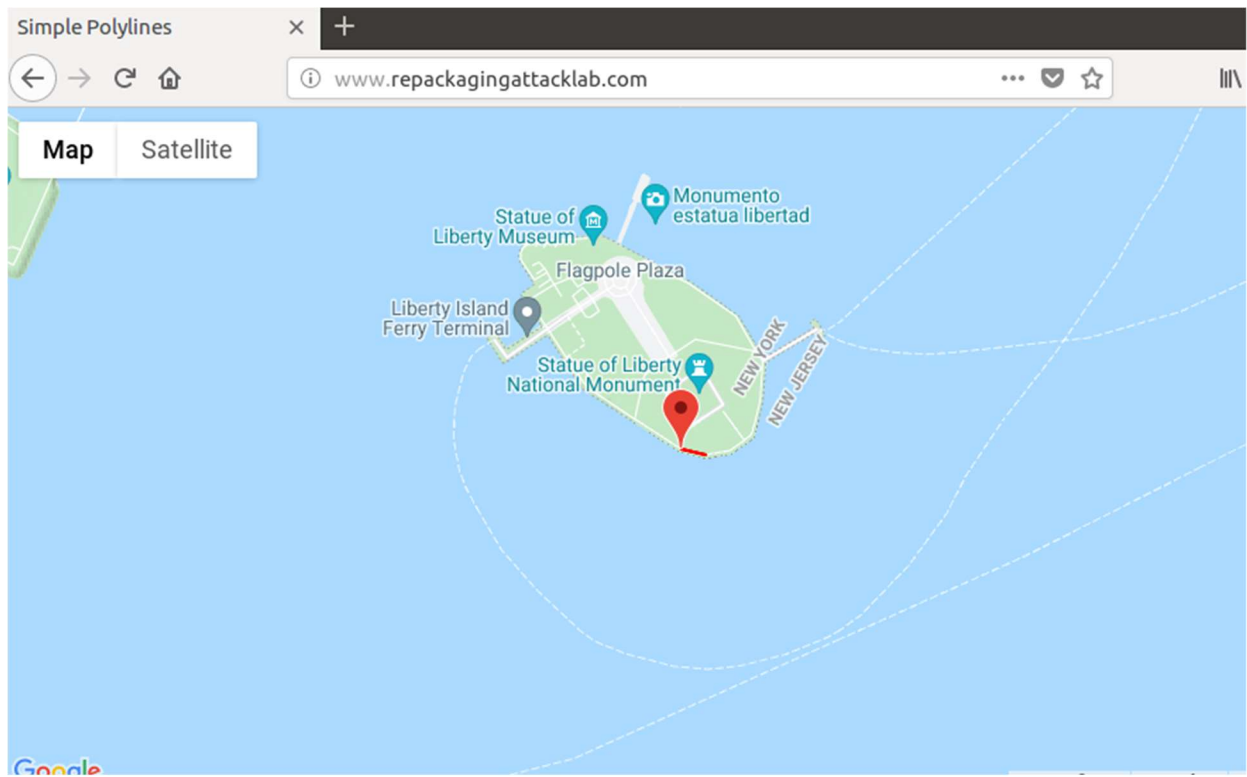 Simple Polylines
www.repackagingattacklab.com
Map Satellite
Monumento
estatua libertad
Statue of
Liberty Museum
Flagpole Plaza
Liberty Island
Ferry Terminal
NEW YORK
NEW JERSEY
Statue of Liberty
National Monument
Google